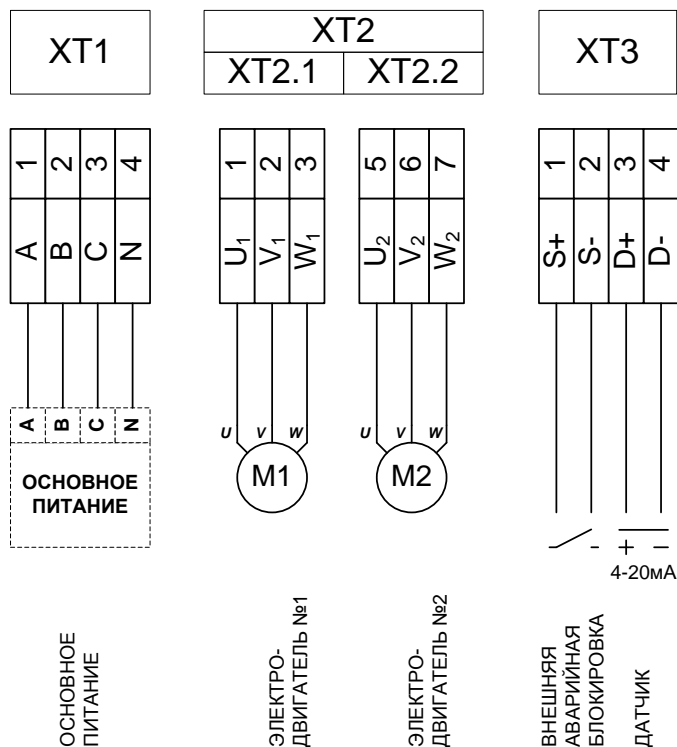 XT1
XT2
XT2.1 XT2.2
XT3
1 2 3 4
1 2 3
5 6 7
1 2 3 4
A B C N
U₁ V₁ W₁
U₂ V₂ W₂
S+ S- D+ D-
A B C N
ОСНОВНОЕ
ПИТАНИЕ
U V W
M1
U V W
M2
- -
+ -
4-20мА
ОСНОВНОЕ
ПИТАНИЕ
ЭЛЕКТРО-
ДВИГАТЕЛЬ №1
ЭЛЕКТРО-
ДВИГАТЕЛЬ №2
ВНЕШНЯЯ
АВАРИЙНАЯ
БЛОКИРОВКА
ДАТЧИК